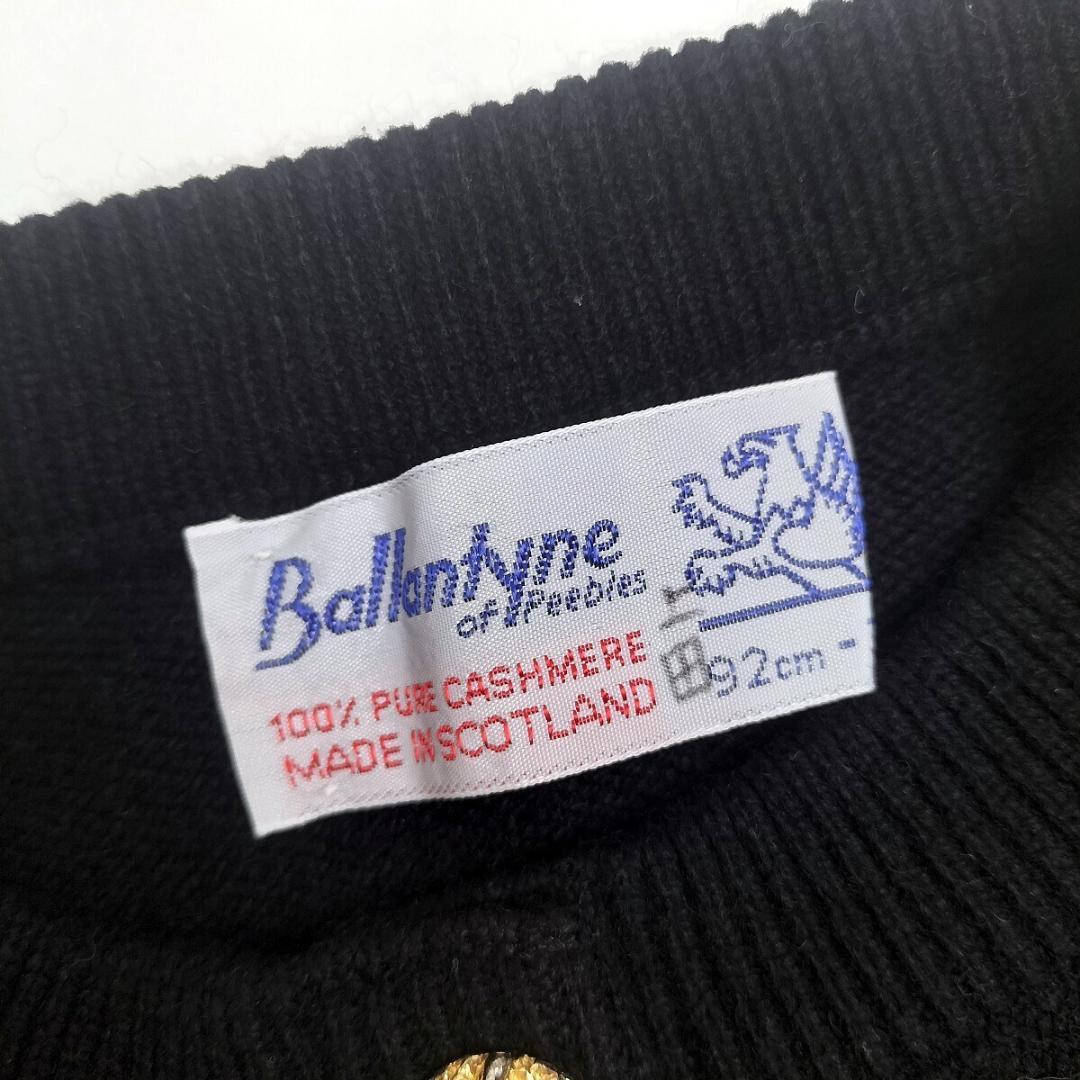 Ballantyne
of Peebles
100% PURE CASHMERE
MADE IN SCOTLAND
92cm -